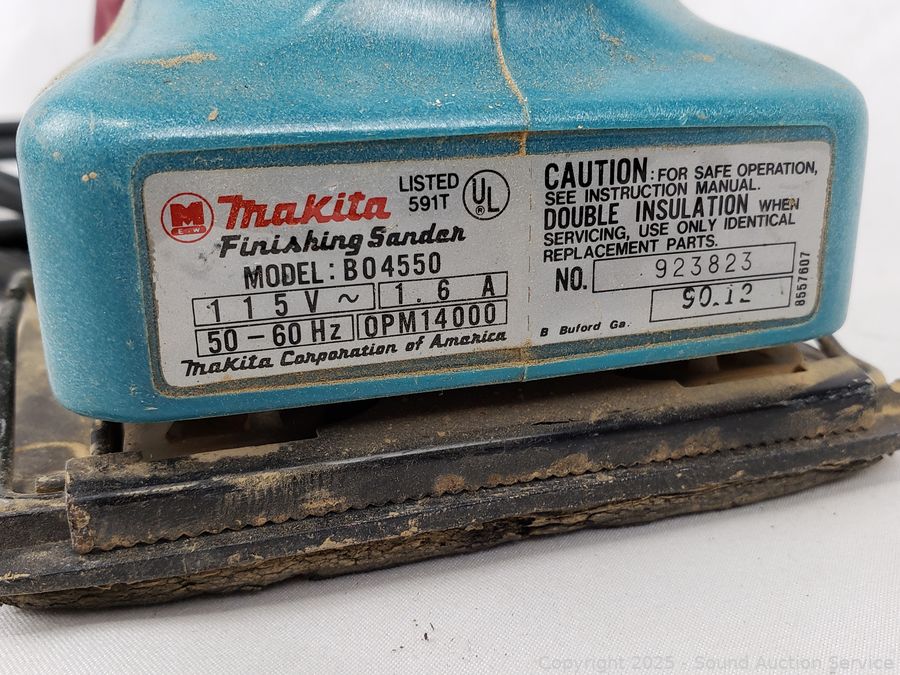 M
E W
Makita
LISTED
591T
UL
®
Finishing Sander
MODEL: BO4550
115V ~ 1.6 A
50-60 Hz OPM14000
Makita Corporation of America
CAUTION: FOR SAFE OPERATION,
SEE INSTRUCTION MANUAL.
DOUBLE INSULATION WHEN
SERVICING, USE ONLY IDENTICAL
REPLACEMENT PARTS.
NO. 923823
90.12
B Buford Ga.
8557607
Copyright 2025 - Sound Auction Service